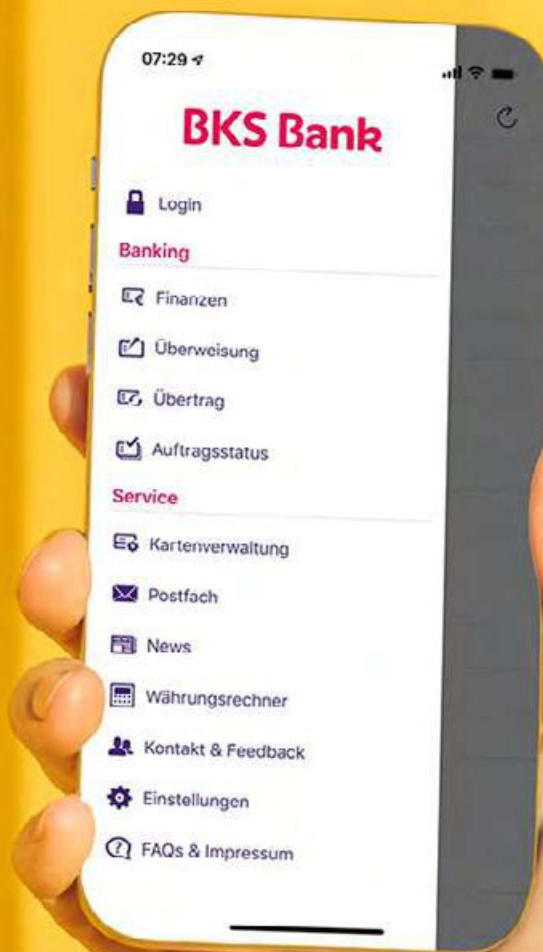 07:29
BKS Bank
Login
Banking
Finanzen
Überweisung
Übertrag
Auftragsstatus
Service
Kartenverwaltung
Postfach
News
Währungsrechner
Kontakt & Feedback
Einstellungen
FAQs & Impressum